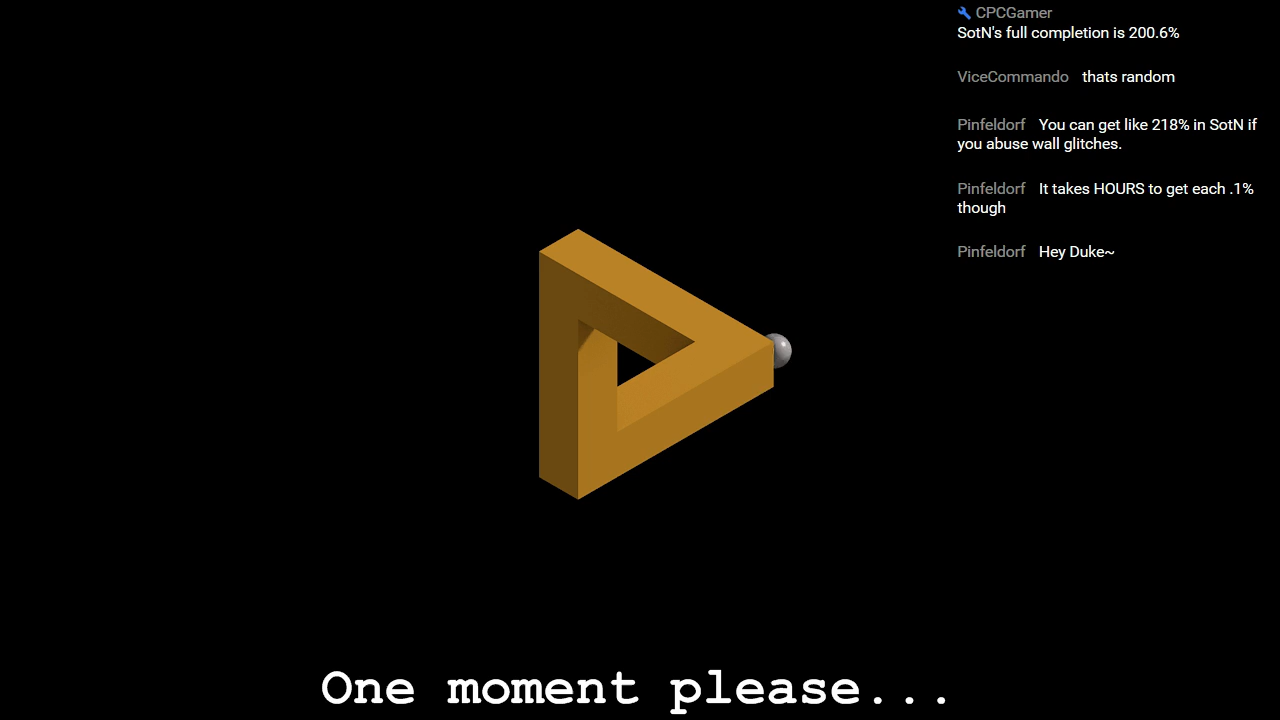 CPCGamer
SotN's full completion is 200.6%
ViceCommando thats random
Pinfeldorf You can get like 218% in SotN if
you abuse wall glitches.
Pinfeldorf It takes HOURS to get each .1%
though
Pinfeldorf Hey Duke~
One moment please...